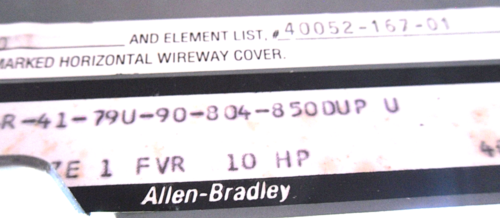 AND ELEMENT LIST, # 40052-167-01
MARKED HORIZONTAL WIREWAY COVER.
R-41-79U-90-804-8500UP U
ZE 1 FVR 10 HP
Allen-Bradley